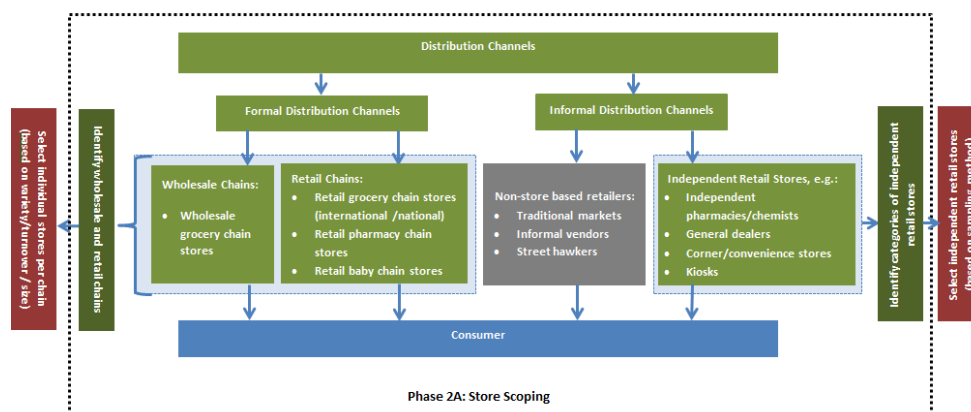 Distribution Channels
Formal Distribution Channels
Informal Distribution Channels
Select individual stores per chain
(based on variety/turnover / size)
Identify wholesale and retail chains
Wholesale Chains:
• Wholesale
grocery chain
stores
Retail Chains:
• Retail grocery chain stores
(international /national)
• Retail pharmacy chain
stores
• Retail baby chain stores
Non-store based retailers:
• Traditional markets
• Informal vendors
• Street hawkers
Independent Retail Stores, e.g.:
• Independent
pharmacies/chemists
• General dealers
• Corner/convenience stores
• Kiosks
Identify categories of independent
retail stores
Select independent retail stores
(based on sampling method)
Consumer
Phase 2A: Store Scoping